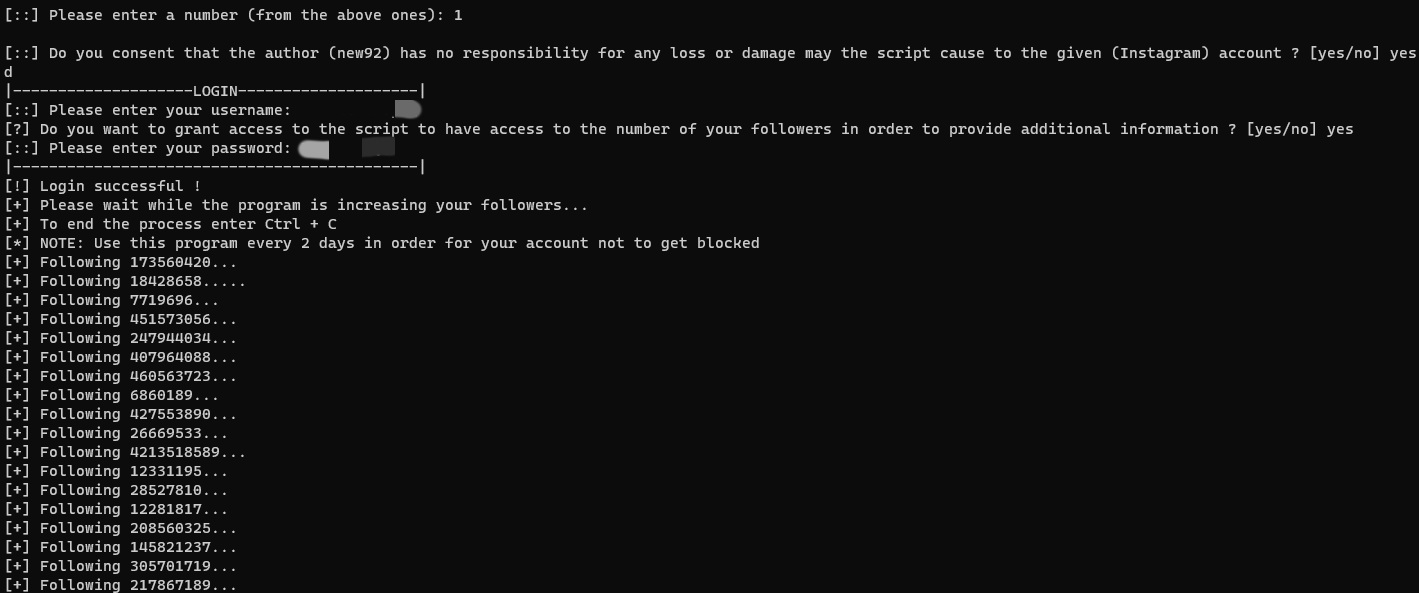 [::] Please enter a number (from the above ones): 1
[::] Do you consent that the author (new92) has no responsibility for any loss or damage may the script cause to the given (Instagram) account ? [yes/no] yes
d
|--------------------LOGIN--------------------|
[::] Please enter your username:
[?] Do you want to grant access to the script to have access to the number of your followers in order to provide additional information ? [yes/no] yes
[::] Please enter your password:
|---------------------------------------------|
[!] Login successful !
[+] Please wait while the program is increasing your followers...
[+] To end the process enter Ctrl + C
[*] NOTE: Use this program every 2 days in order for your account not to get blocked
[+] Following 173560420...
[+] Following 18428658.....
[+] Following 7719696...
[+] Following 451573056...
[+] Following 247944034...
[+] Following 407964088...
[+] Following 460563723...
[+] Following 6860189...
[+] Following 427553890...
[+] Following 26669533...
[+] Following 4213518589...
[+] Following 12331195...
[+] Following 28527810...
[+] Following 12281817...
[+] Following 208560325...
[+] Following 145821237...
[+] Following 305701719...
[+] Following 217867189...